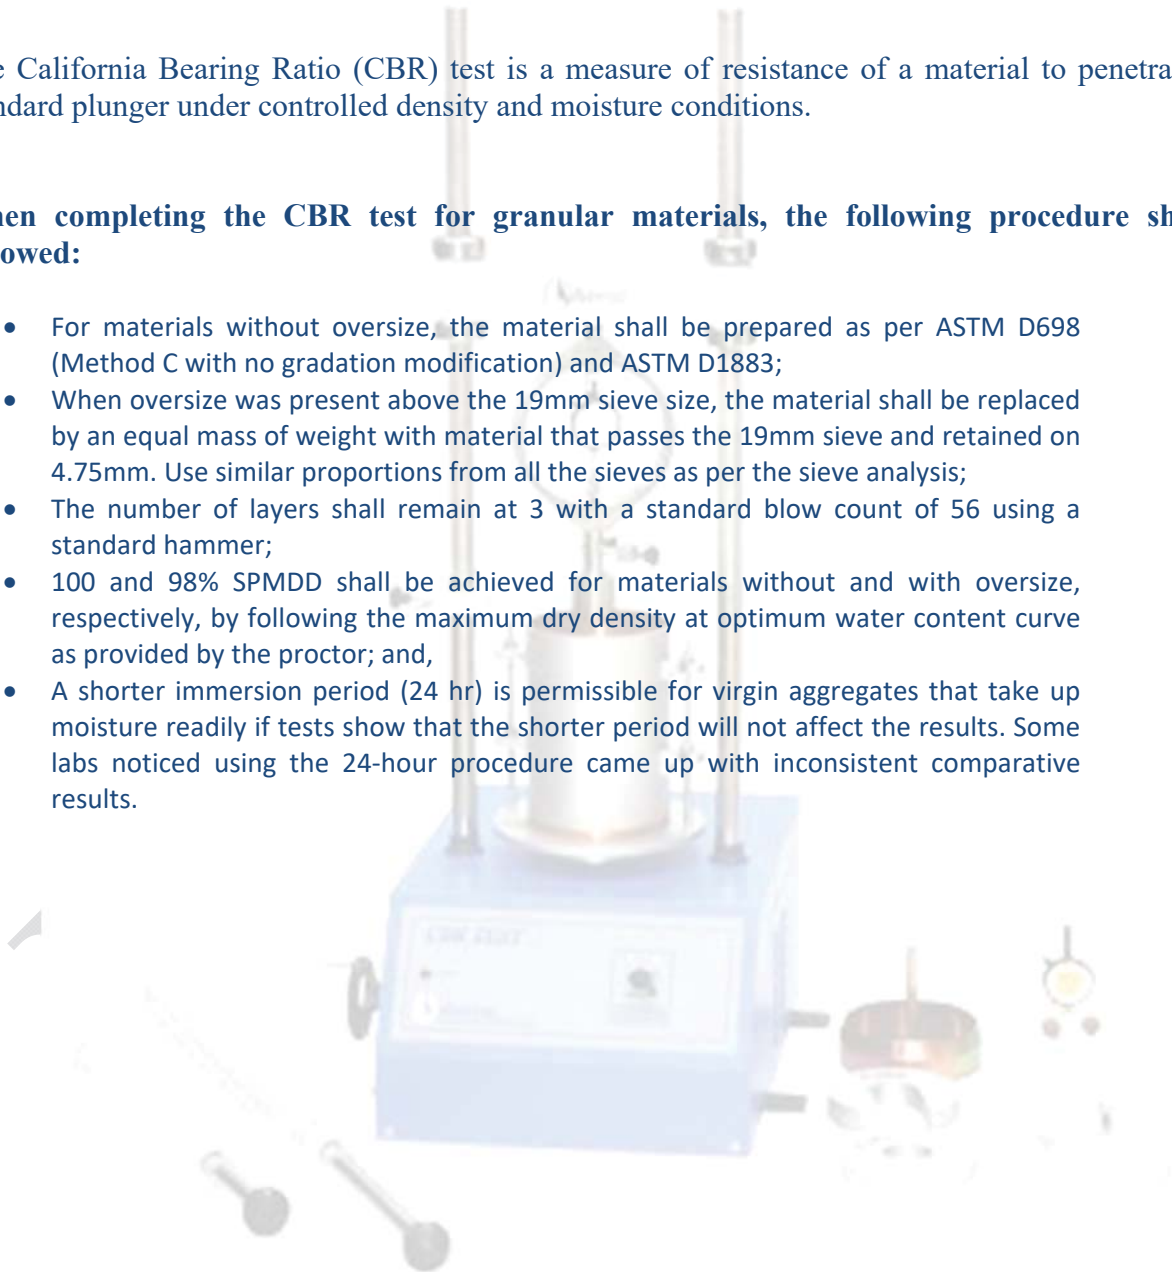 e California Bearing Ratio (CBR) test is a measure of resistance of a material to penetra
ndard plunger under controlled density and moisture conditions.
hen completing the CBR test for granular materials, the following procedure sh
lowed:
• For materials without oversize, the material shall be prepared as per ASTM D698
(Method C with no gradation modification) and ASTM D1883;
• When oversize was present above the 19mm sieve size, the material shall be replaced
by an equal mass of weight with material that passes the 19mm sieve and retained on
4.75mm. Use similar proportions from all the sieves as per the sieve analysis;
• The number of layers shall remain at 3 with a standard blow count of 56 using a
standard hammer;
• 100 and 98% SPMDD shall be achieved for materials without and with oversize,
respectively, by following the maximum dry density at optimum water content curve
as provided by the proctor; and,
• A shorter immersion period (24 hr) is permissible for virgin aggregates that take up
moisture readily if tests show that the shorter period will not affect the results. Some
labs noticed using the 24-hour procedure came up with inconsistent comparative
results.
CBR TEST